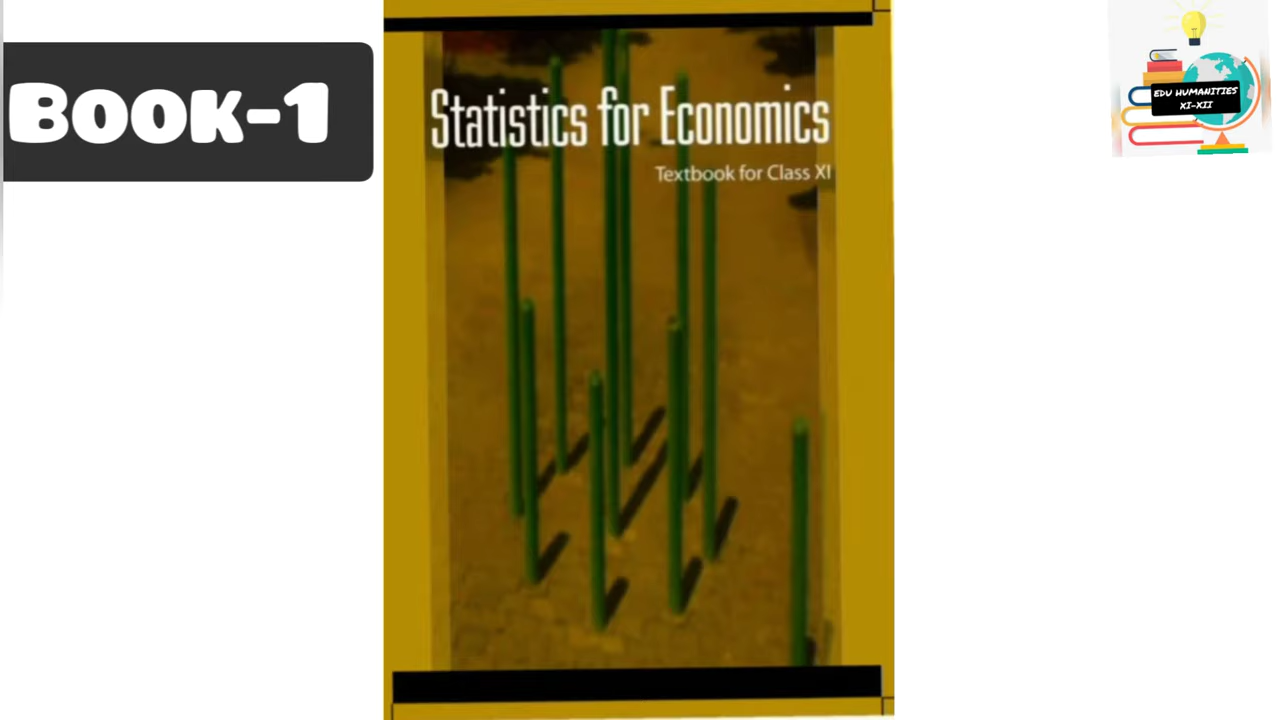 BOOK-1
Statistics for Economics
Textbook for Class XI
EDU HUMANITIES
XI-XII